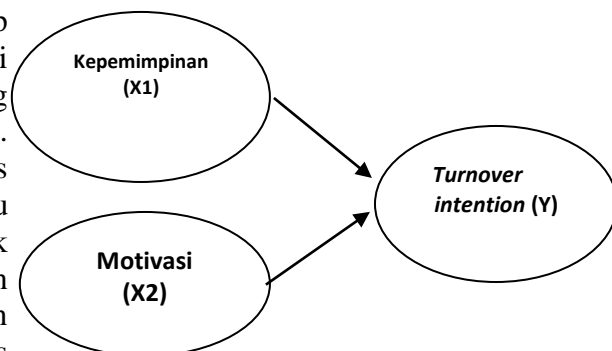 p
i
g
.
s
u
k
n
n
s
Kepemimpinan
(X1)
Motivasi
(X2)
Turnover
intention (Y)